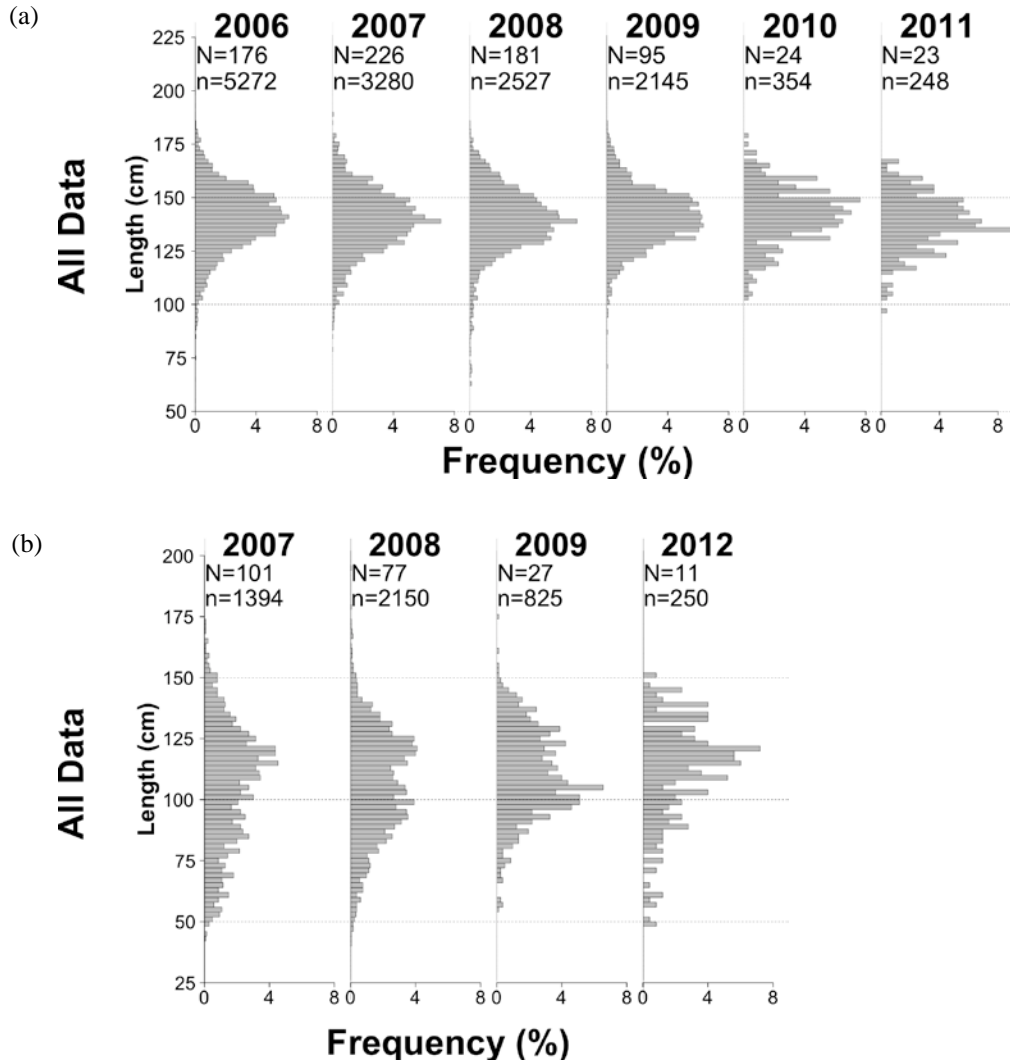 (a)
2006 2007 2008 2009 2010 2011
N=176 N=226 N=181 N=95 N=24 N=23
n=5272 n=3280 n=2527 n=2145 n=354 n=248
225
200
175
150
125
100
75
50
All Data
Length (cm)
0 4 8 0 4 8 0 4 8 0 4 8 0 4 8 0 4 8
Frequency (%)
(b)
2007 2008 2009 2012
N=101 N=77 N=27 N=11
n=1394 n=2150 n=825 n=250
200
175
150
125
100
75
50
25
All Data
Length (cm)
0 4 8 0 4 8 0 4 8 0 4 8
Frequency (%)